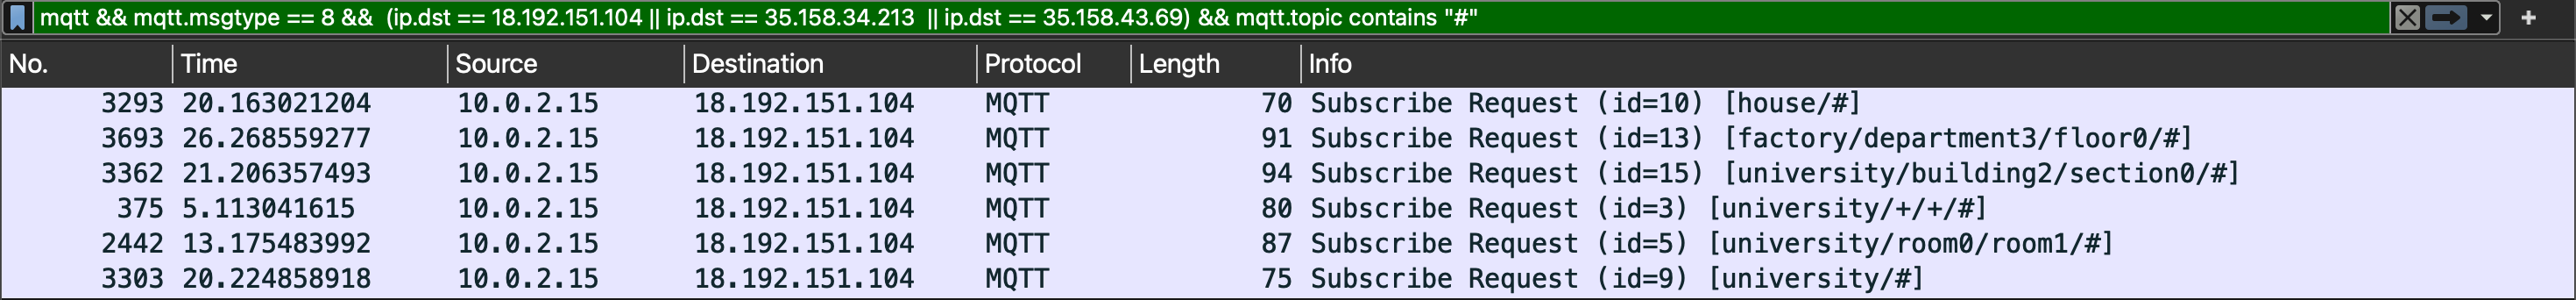 mqtt && mqtt.msgtype == 8 &&  (ip.dst == 18.192.151.104 || ip.dst == 35.158.34.213  || ip.dst == 35.158.43.69) && mqtt.topic contains "#"
No. Time Source Destination Protocol Length Info
3293 20.163021204 10.0.2.15 18.192.151.104 MQTT 70 Subscribe Request (id=10) [house/#]
3693 26.268559277 10.0.2.15 18.192.151.104 MQTT 91 Subscribe Request (id=13) [factory/department3/floor0/#]
3362 21.206357493 10.0.2.15 18.192.151.104 MQTT 94 Subscribe Request (id=15) [university/building2/section0/#]
375 5.113041615 10.0.2.15 18.192.151.104 MQTT 80 Subscribe Request (id=3) [university/+/+/#]
2442 13.175483992 10.0.2.15 18.192.151.104 MQTT 87 Subscribe Request (id=5) [university/room0/room1/#]
3303 20.224858918 10.0.2.15 18.192.151.104 MQTT 75 Subscribe Request (id=9) [university/#]